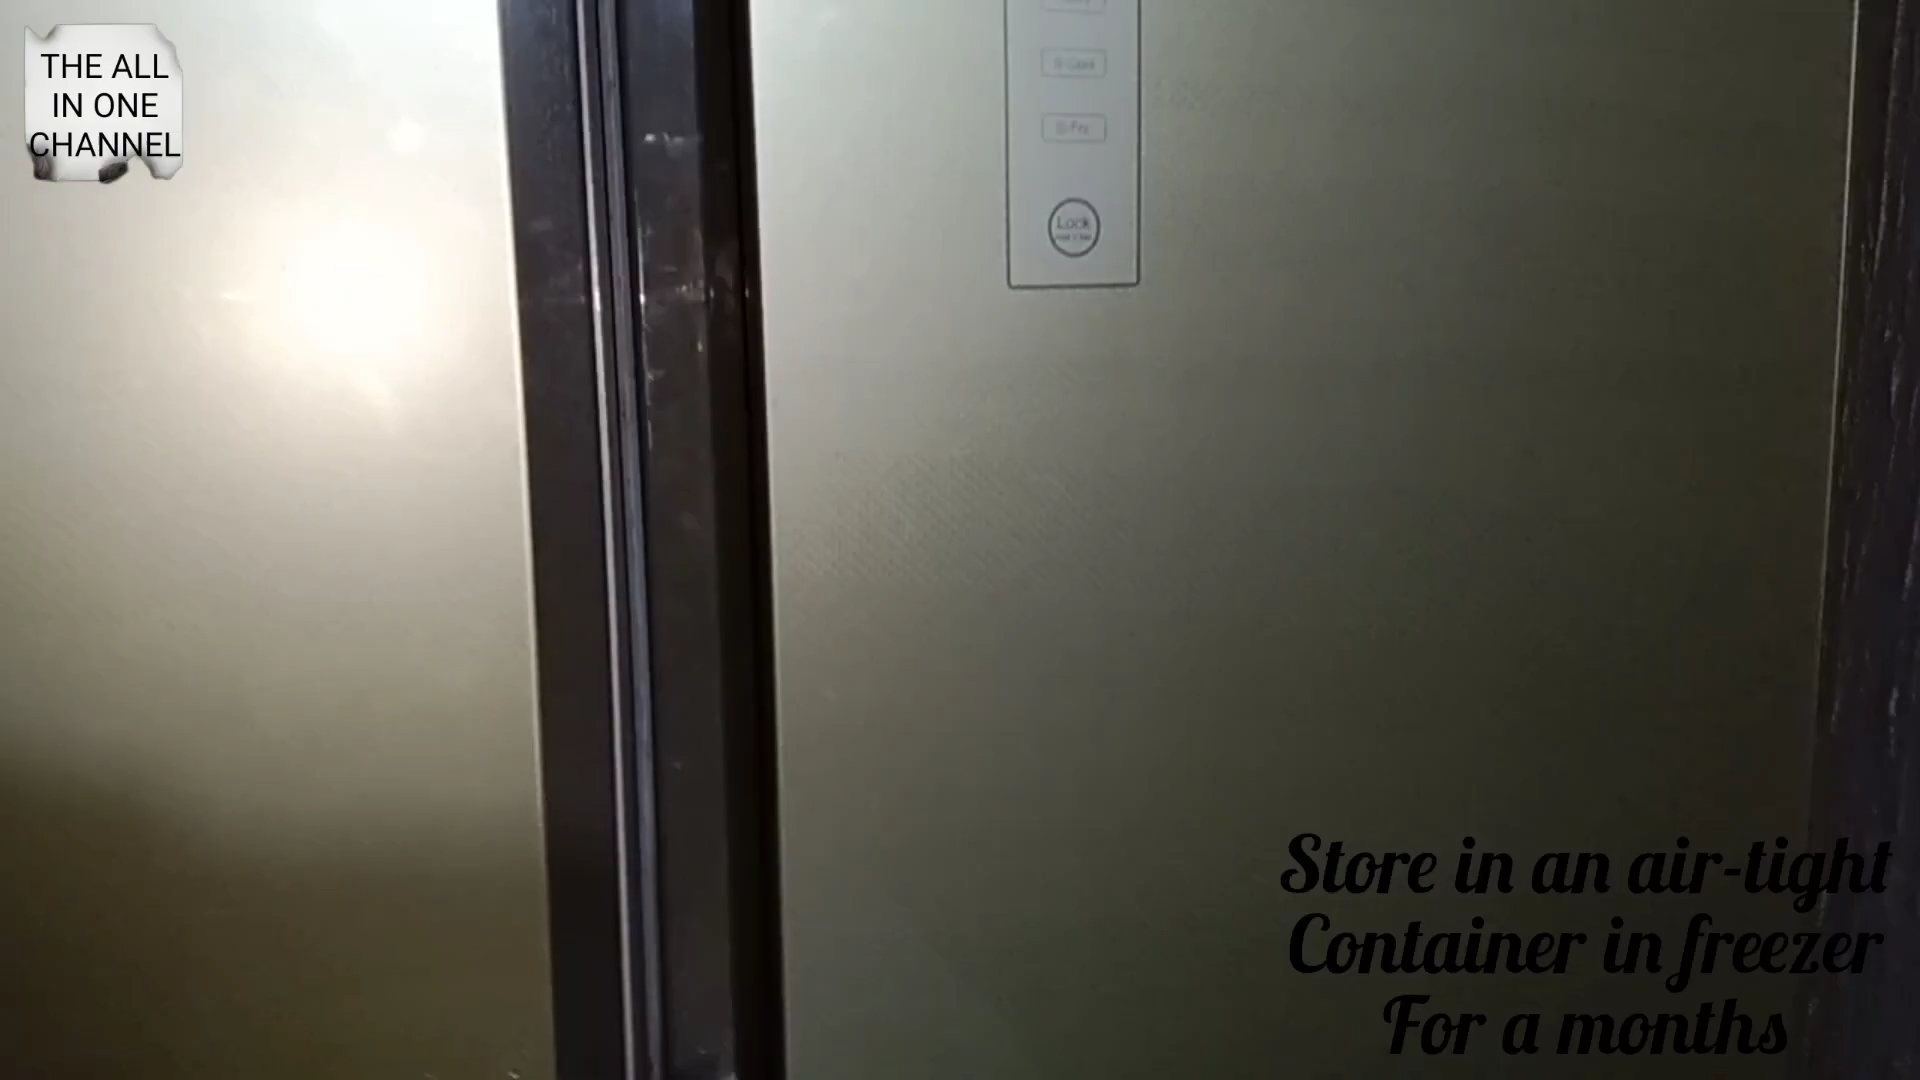 THE ALL
IN ONE
CHANNEL
Lock
Store in an air-tight
Container in freezer
For a months